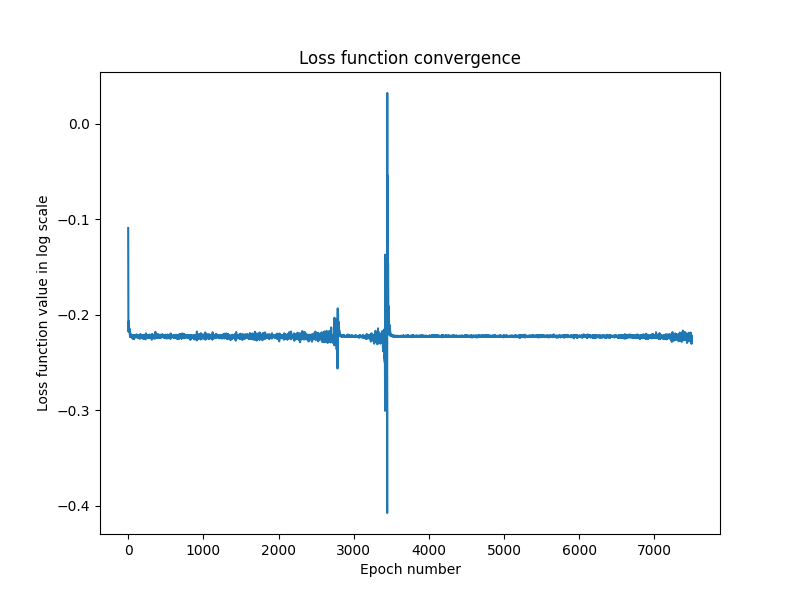 Loss function convergence
Loss function value in log scale
0.0
−0.1
−0.2
−0.3
−0.4
0 1000 2000 3000 4000 5000 6000 7000
Epoch number